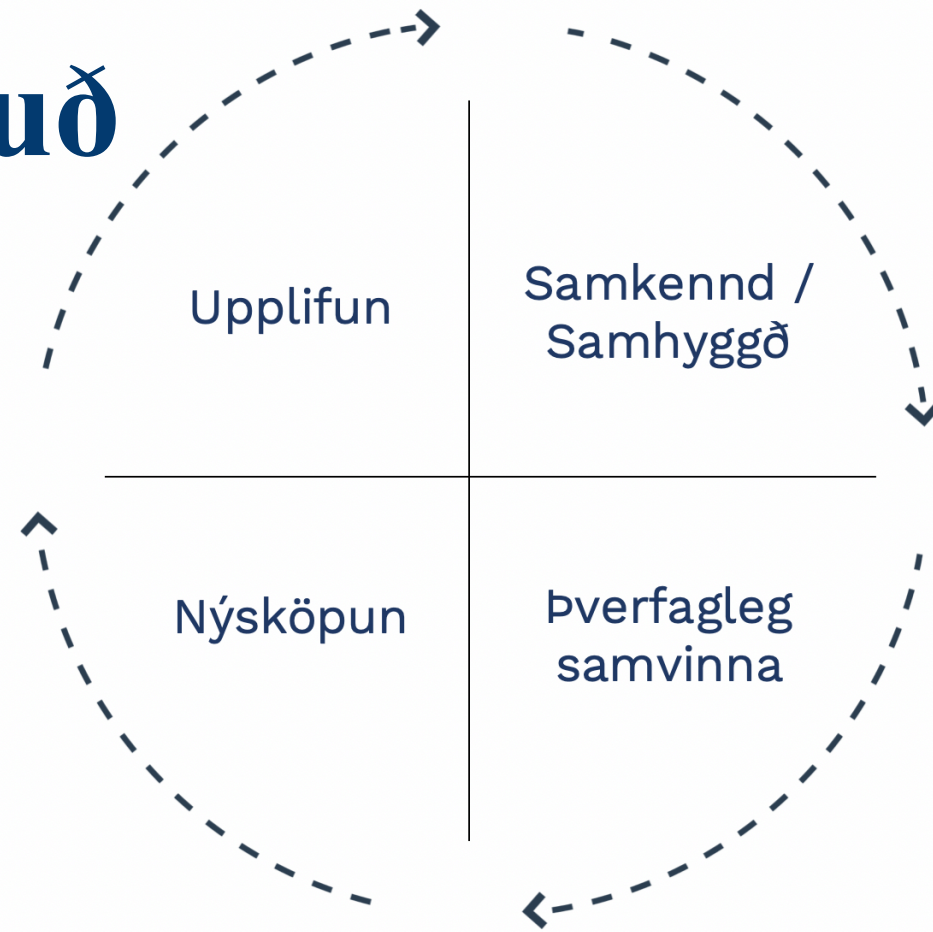 uð
Upplifun
Samkennd /
Samhyggð
Nýsköpun
Þverfagleg
samvinna